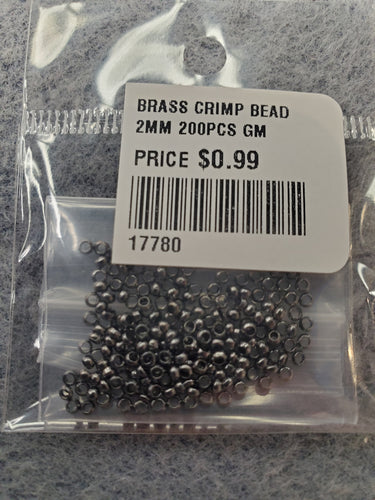 BRASS CRIMP BEAD
2MM 200PCS GM
PRICE $0.99
17780